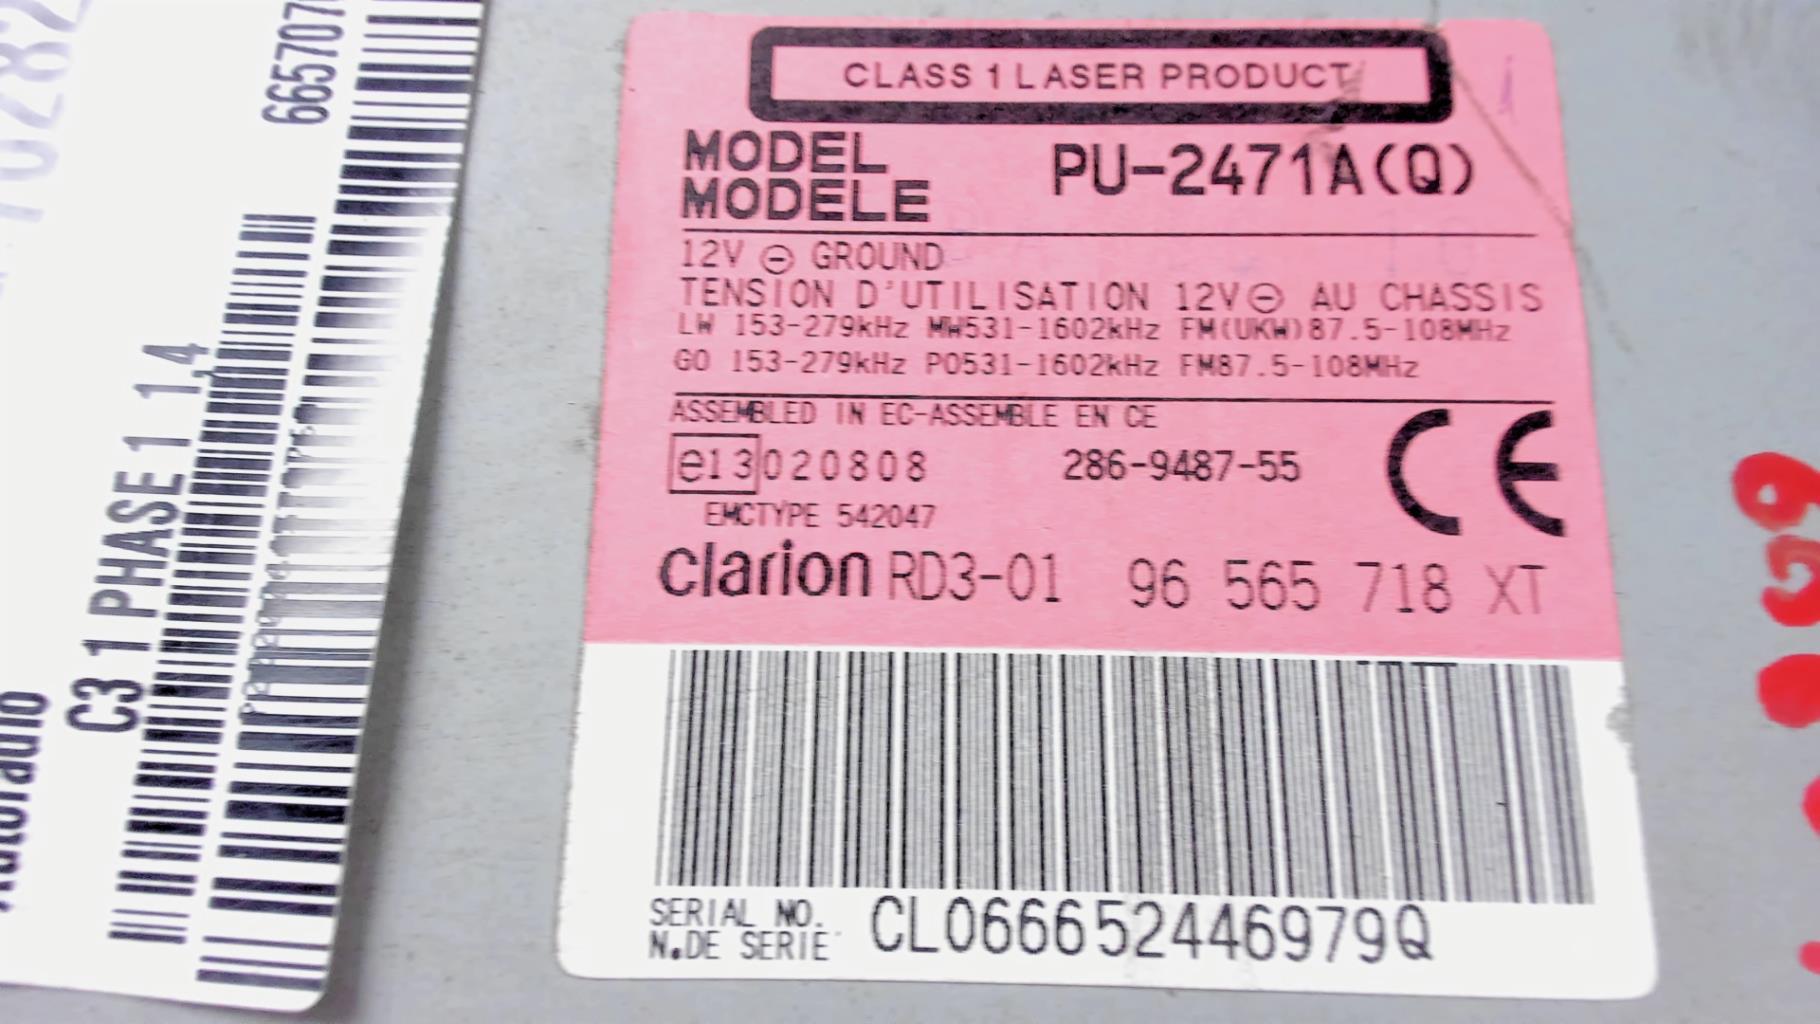 CLASS 1 LASER PRODUCT
MODEL
MODELE
PU-2471A(Q)
12V ⊖ GROUND
TENSION D'UTILISATION 12V⊖ AU CHASSIS
LW 153-279kHz MW531-1602kHz FM(UKW)87.5-108MHz
GO 153-279kHz PO531-1602kHz FM87.5-108MHz
ASSEMBLED IN EC-ASSEMBLE EN CE
e13 020808 286-9487-55
CE
EMCTYPE 542047
clarion RD3-01 96 565 718 XT
SERIAL NO.
N.DE SERIE
CL066652446979Q
C3 1 PHASE 1 1.4
Autoradio